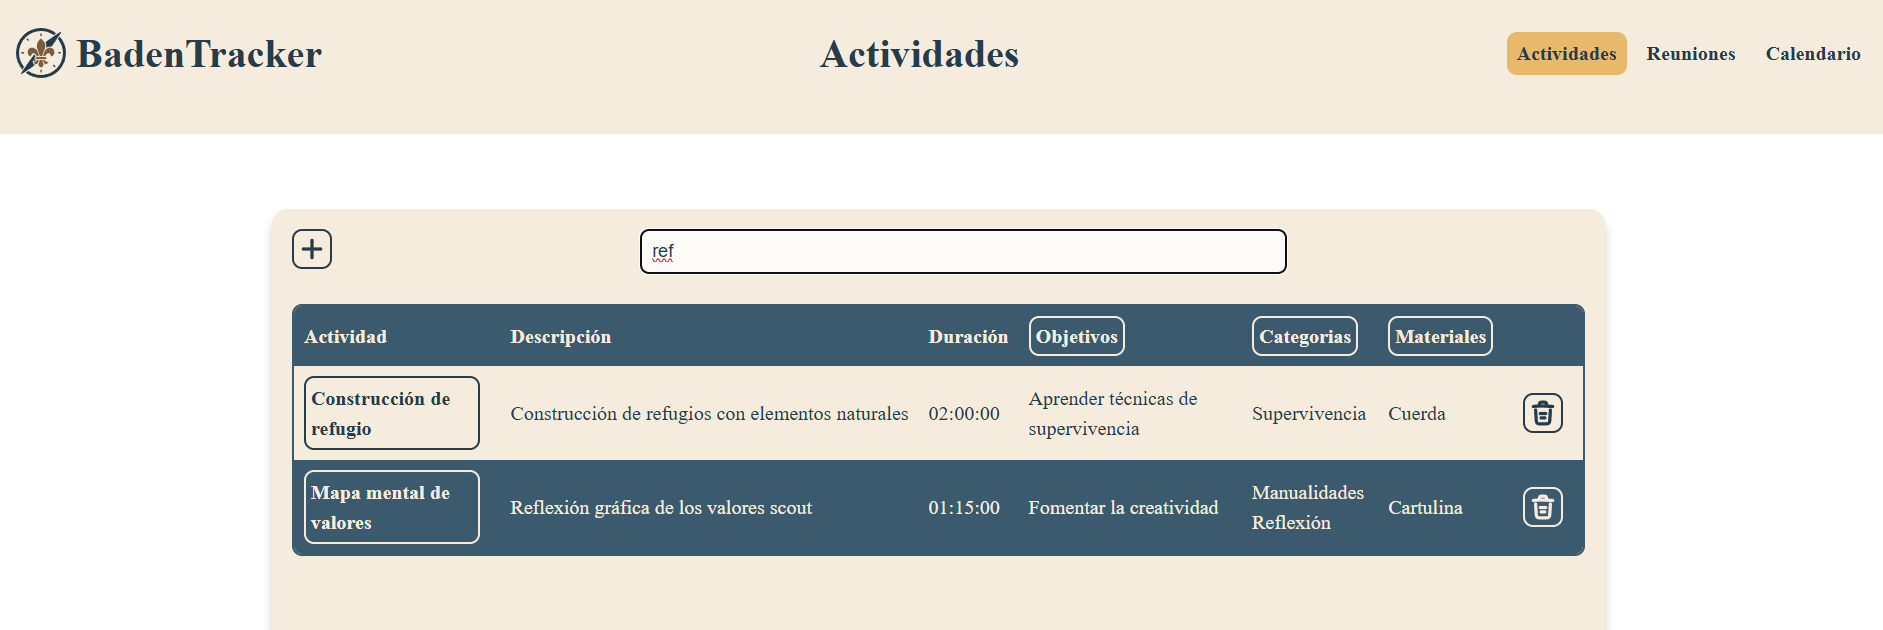 BadenTracker
Actividades
Actividades Reuniones Calendario
ref
Actividad Descripción Duración Objetivos Categorias Materiales
Construcción de refugio Construcción de refugios con elementos naturales 02:00:00 Aprender técnicas de supervivencia Supervivencia Cuerda
Mapa mental de valores Reflexión gráfica de los valores scout 01:15:00 Fomentar la creatividad Manualidades Reflexión Cartulina